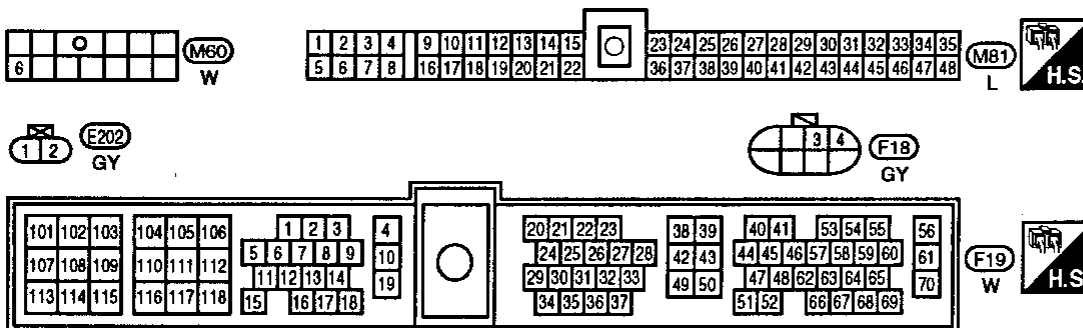 6
M60
W
1 2 3 4 9 10 11 12 13 14 15 23 24 25 26 27 28 29 30 31 32 33 34 35
5 6 7 8 16 17 18 19 20 21 22 36 37 38 39 40 41 42 43 44 45 46 47 48
M81
L
H.S.
1 2
E202
GY
3 4
F18
GY
101 102 103 104 105 106 1 2 3 4 20 21 22 23 38 39 40 41 53 54 55 56
107 108 109 110 111 112 5 6 7 8 9 10 24 25 26 27 28 42 43 44 45 46 57 58 59 60 61
11 12 13 14 19 29 30 31 32 33 49 50 47 48 62 63 64 65 70
113 114 115 116 117 118 15 16 17 18 34 35 36 37 51 52 66 67 68 69
F19
W
H.S.